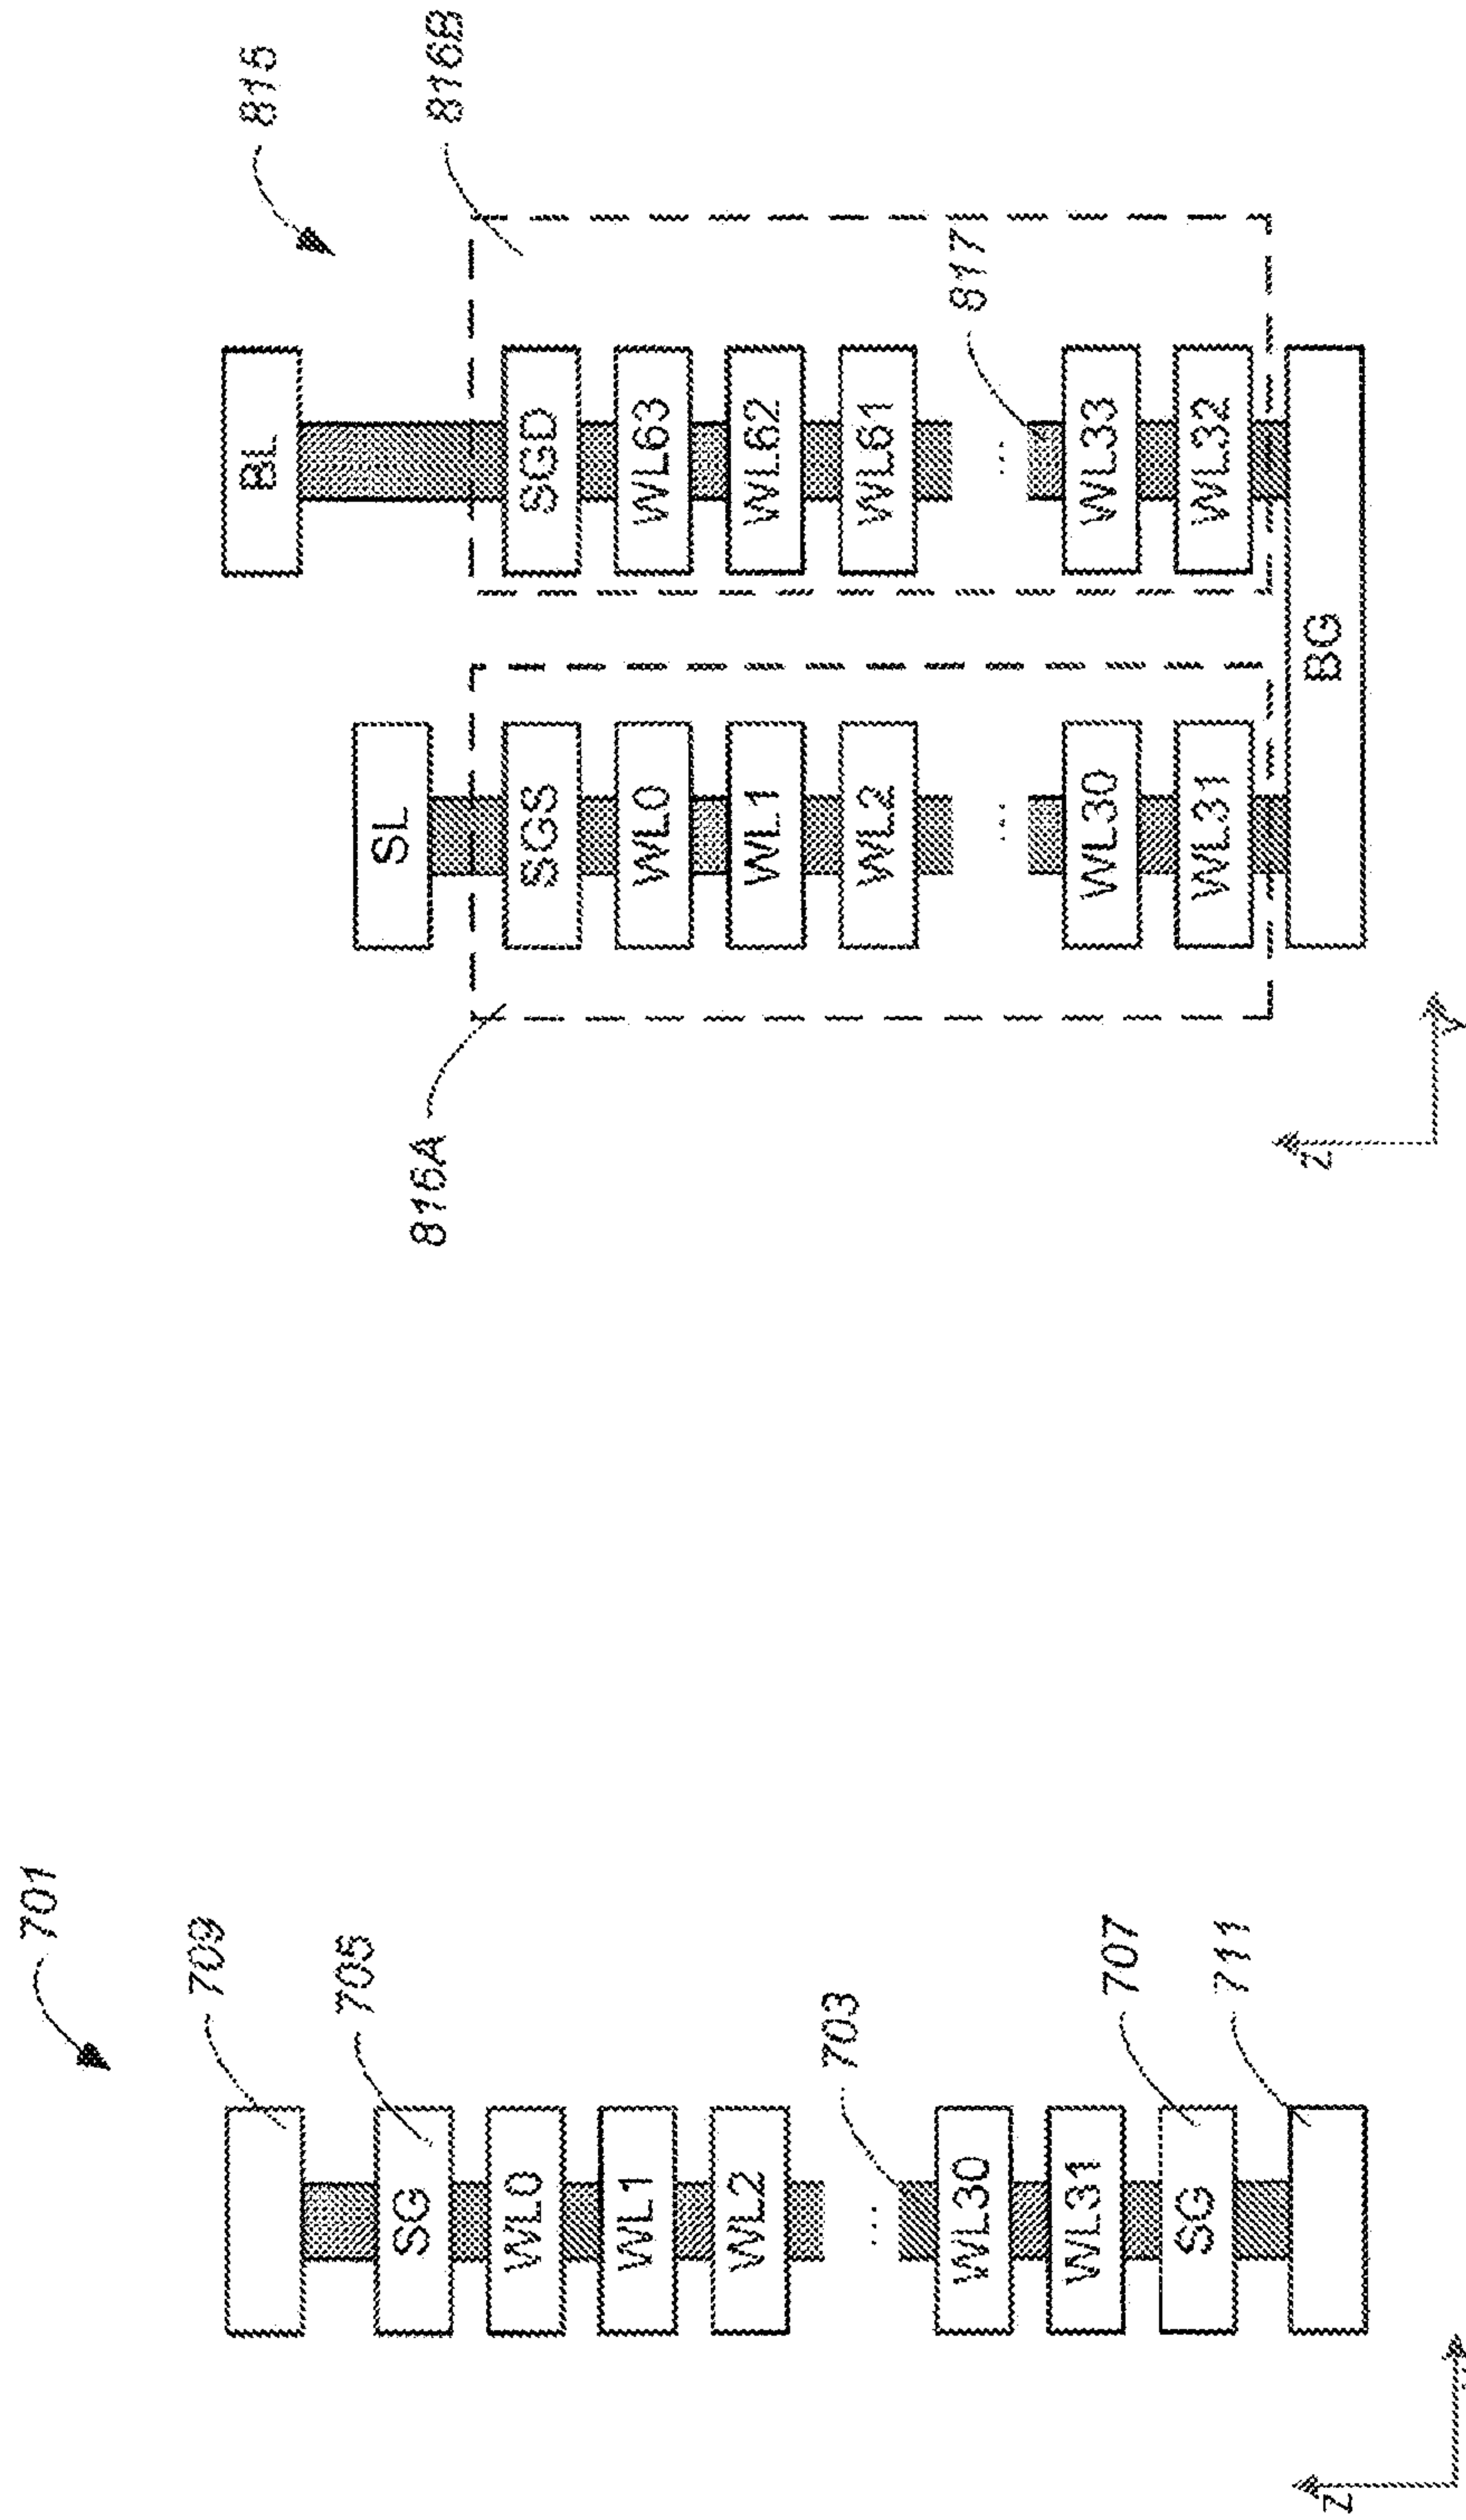 701
709
705
SG
WL0
WL1
WL2
703
...
WL30
WL31
707
SG
711
Z
815
BL
816B
SL
816A
SGS
SGD
WL0
WL63
WL1
WL62
WL2
WL61
817
...
...
WL30
WL33
WL31
WL32
BG
Z
Y